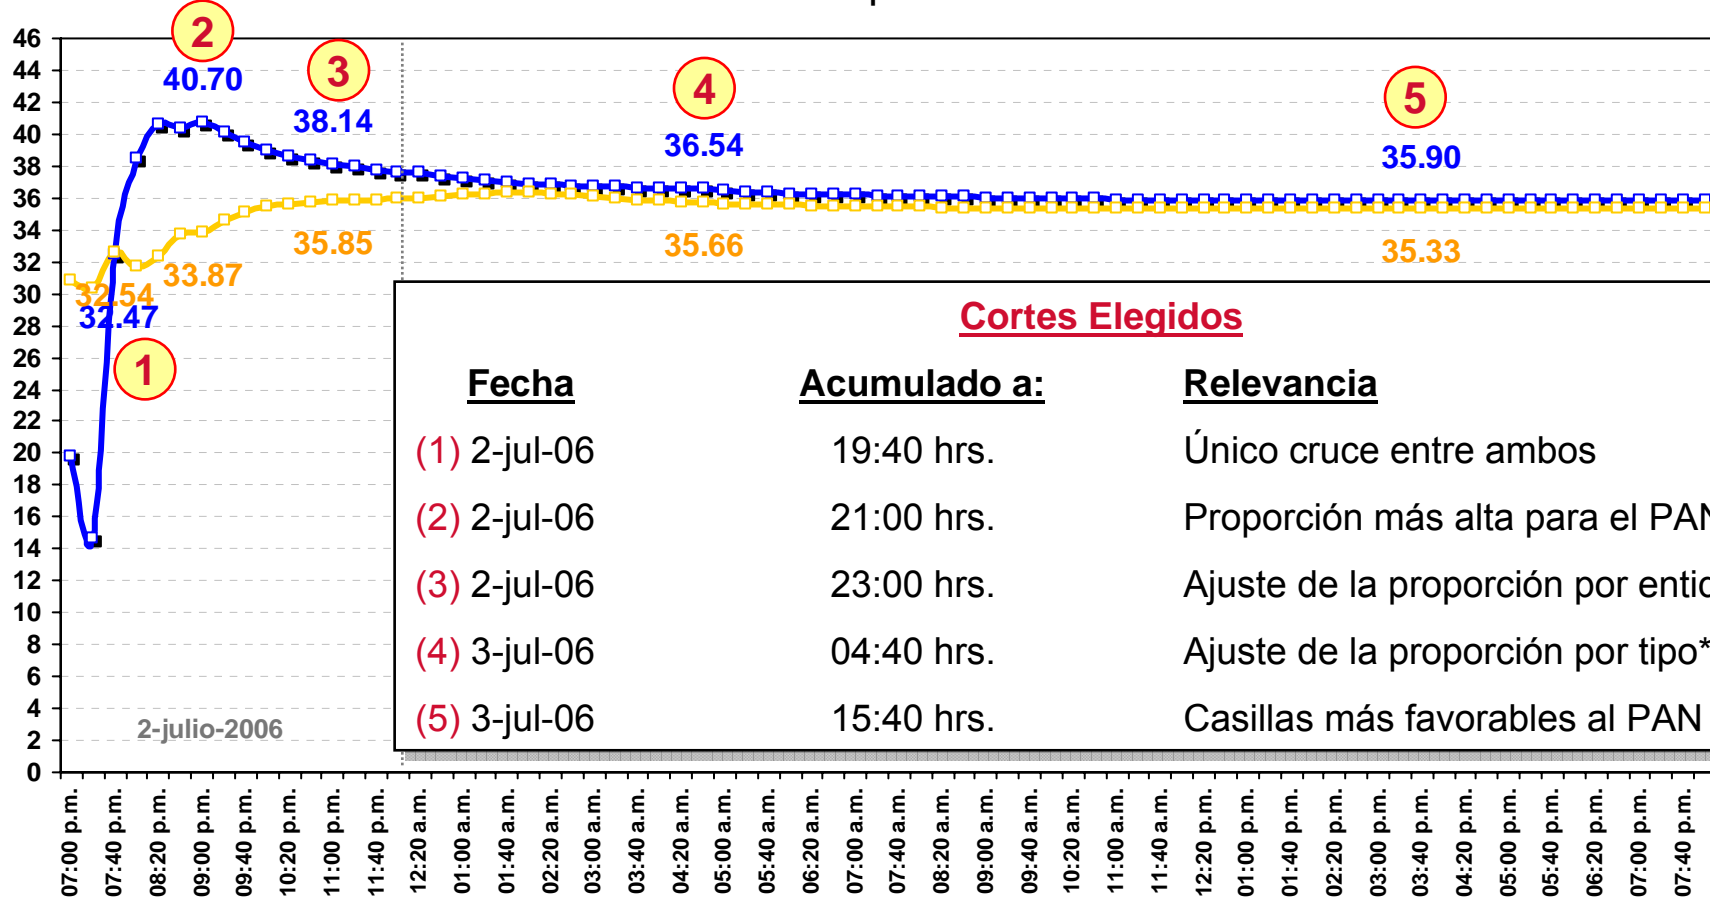 46
44
42
40
38
36
34
32
30
28
26
24
22
20
18
16
14
12
10
8
6
4
2
0
2
40.70
3
38.14
4
36.54
5
35.90
32.54
32.47
1
33.87
35.85
35.66
35.33
Cortes Elegidos
Fecha Acumulado a: Relevancia
(1) 2-jul-06 19:40 hrs. Único cruce entre ambos
(2) 2-jul-06 21:00 hrs. Proporción más alta para el PAN
(3) 2-jul-06 23:00 hrs. Ajuste de la proporción por
(4) 3-jul-06 04:40 hrs. Ajuste de la proporción por tipo*
(5) 3-jul-06 15:40 hrs. Casillas más favorables al PAN
2-julio-2006
07:00 p.m.
07:40 p.m.
08:20 p.m.
09:00 p.m.
09:40 p.m.
10:20 p.m.
11:00 p.m.
11:40 p.m.
12:20 a.m.
01:00 a.m.
01:40 a.m.
02:20 a.m.
03:00 a.m.
03:40 a.m.
04:20 a.m.
05:00 a.m.
05:40 a.m.
06:20 a.m.
07:00 a.m.
07:40 a.m.
08:20 a.m.
09:00 a.m.
09:40 a.m.
10:20 a.m.
11:00 a.m.
11:40 a.m.
12:20 p.m.
01:00 p.m.
01:40 p.m.
02:20 p.m.
03:00 p.m.
03:40 p.m.
04:20 p.m.
05:00 p.m.
05:40 p.m.
06:20 p.m.
07:00 p.m.
07:40 p.m.